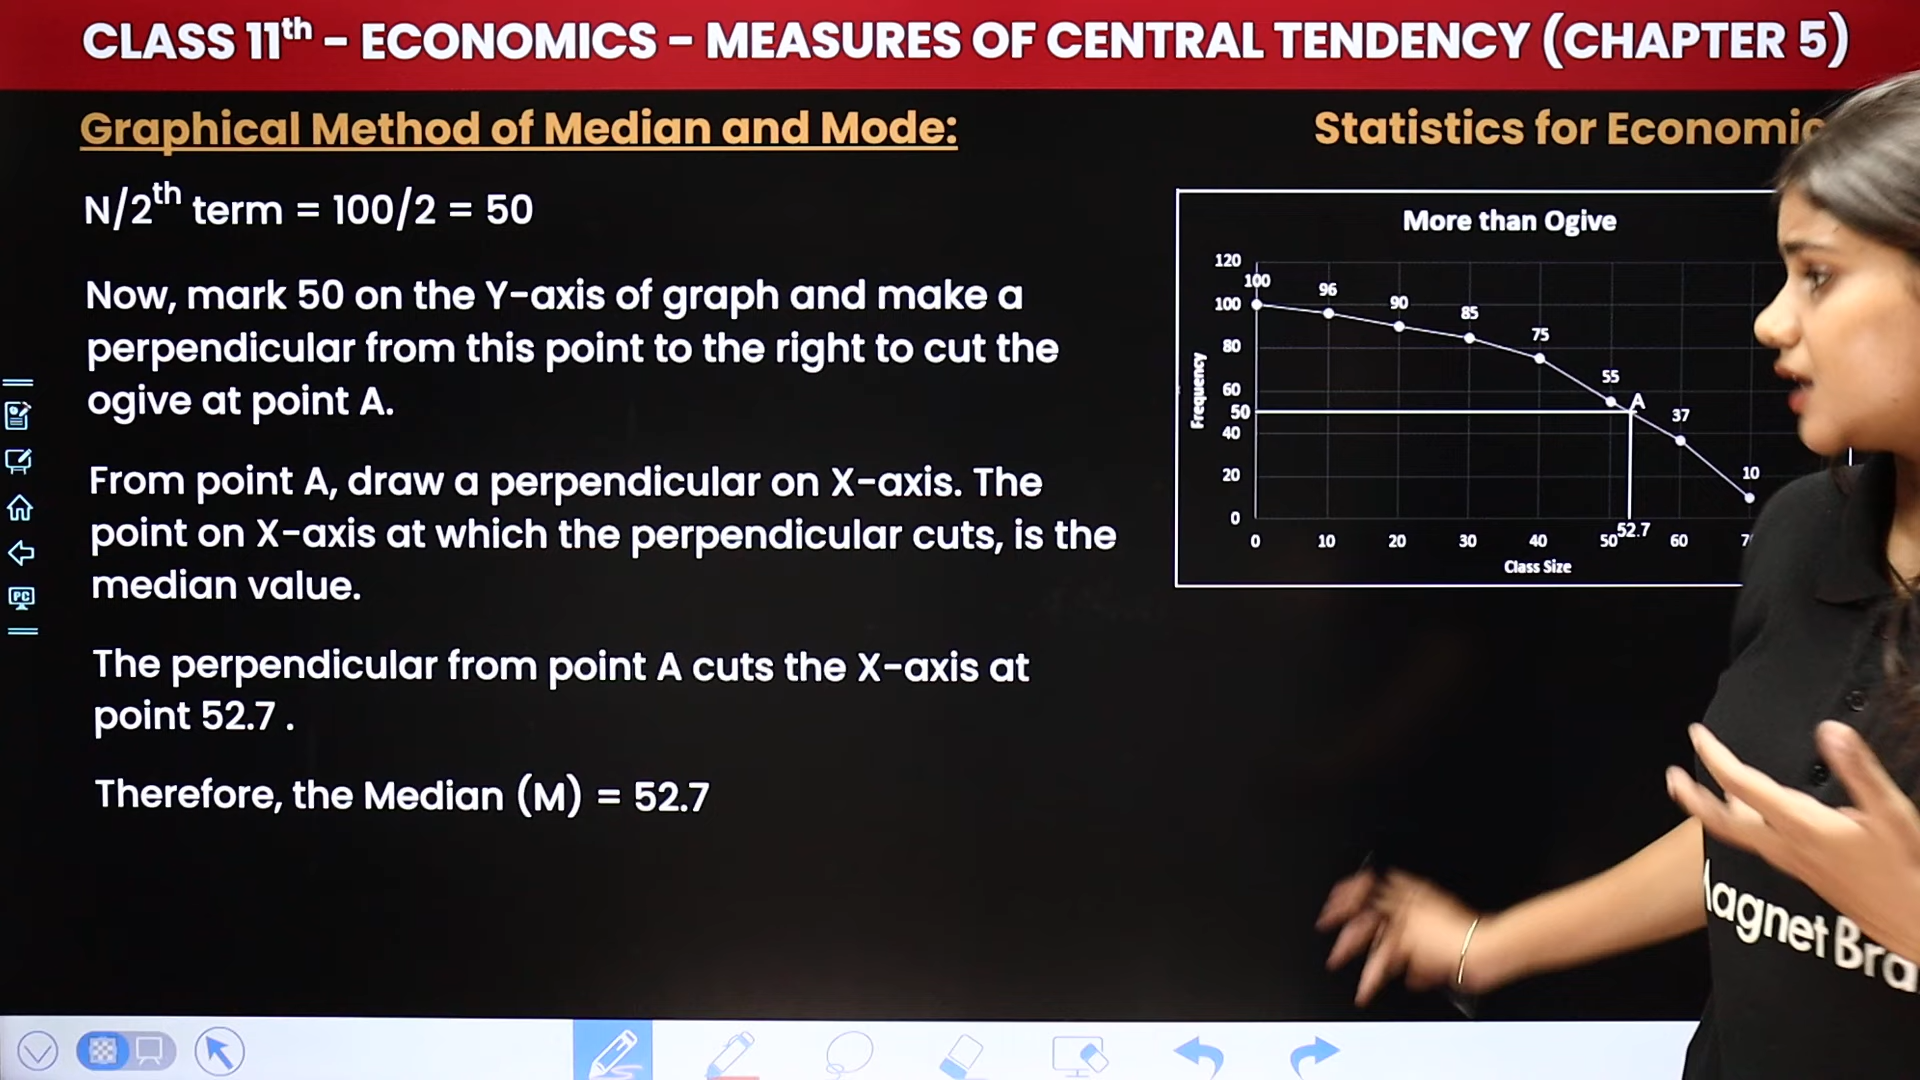 CLASS 11th - ECONOMICS - MEASURES OF CENTRAL TENDENCY (CHAPTER 5)
Graphical Method of Median and Mode:
Statistics for Economic
N/2th term = 100/2 = 50
Now, mark 50 on the Y-axis of graph and make a
perpendicular from this point to the right to cut the
ogive at point A.
From point A, draw a perpendicular on X-axis. The
point on X-axis at which the perpendicular cuts, is the
median value.
The perpendicular from point A cuts the X-axis at
point 52.7 .
Therefore, the Median (M) = 52.7
More than Ogive
120
100
80
60
50
40
20
0
Frequency
100
96
90
85
75
55
A
37
10
0 10 20 30 40 50 52.7 60 7
Class Size
PC
agnet Bra